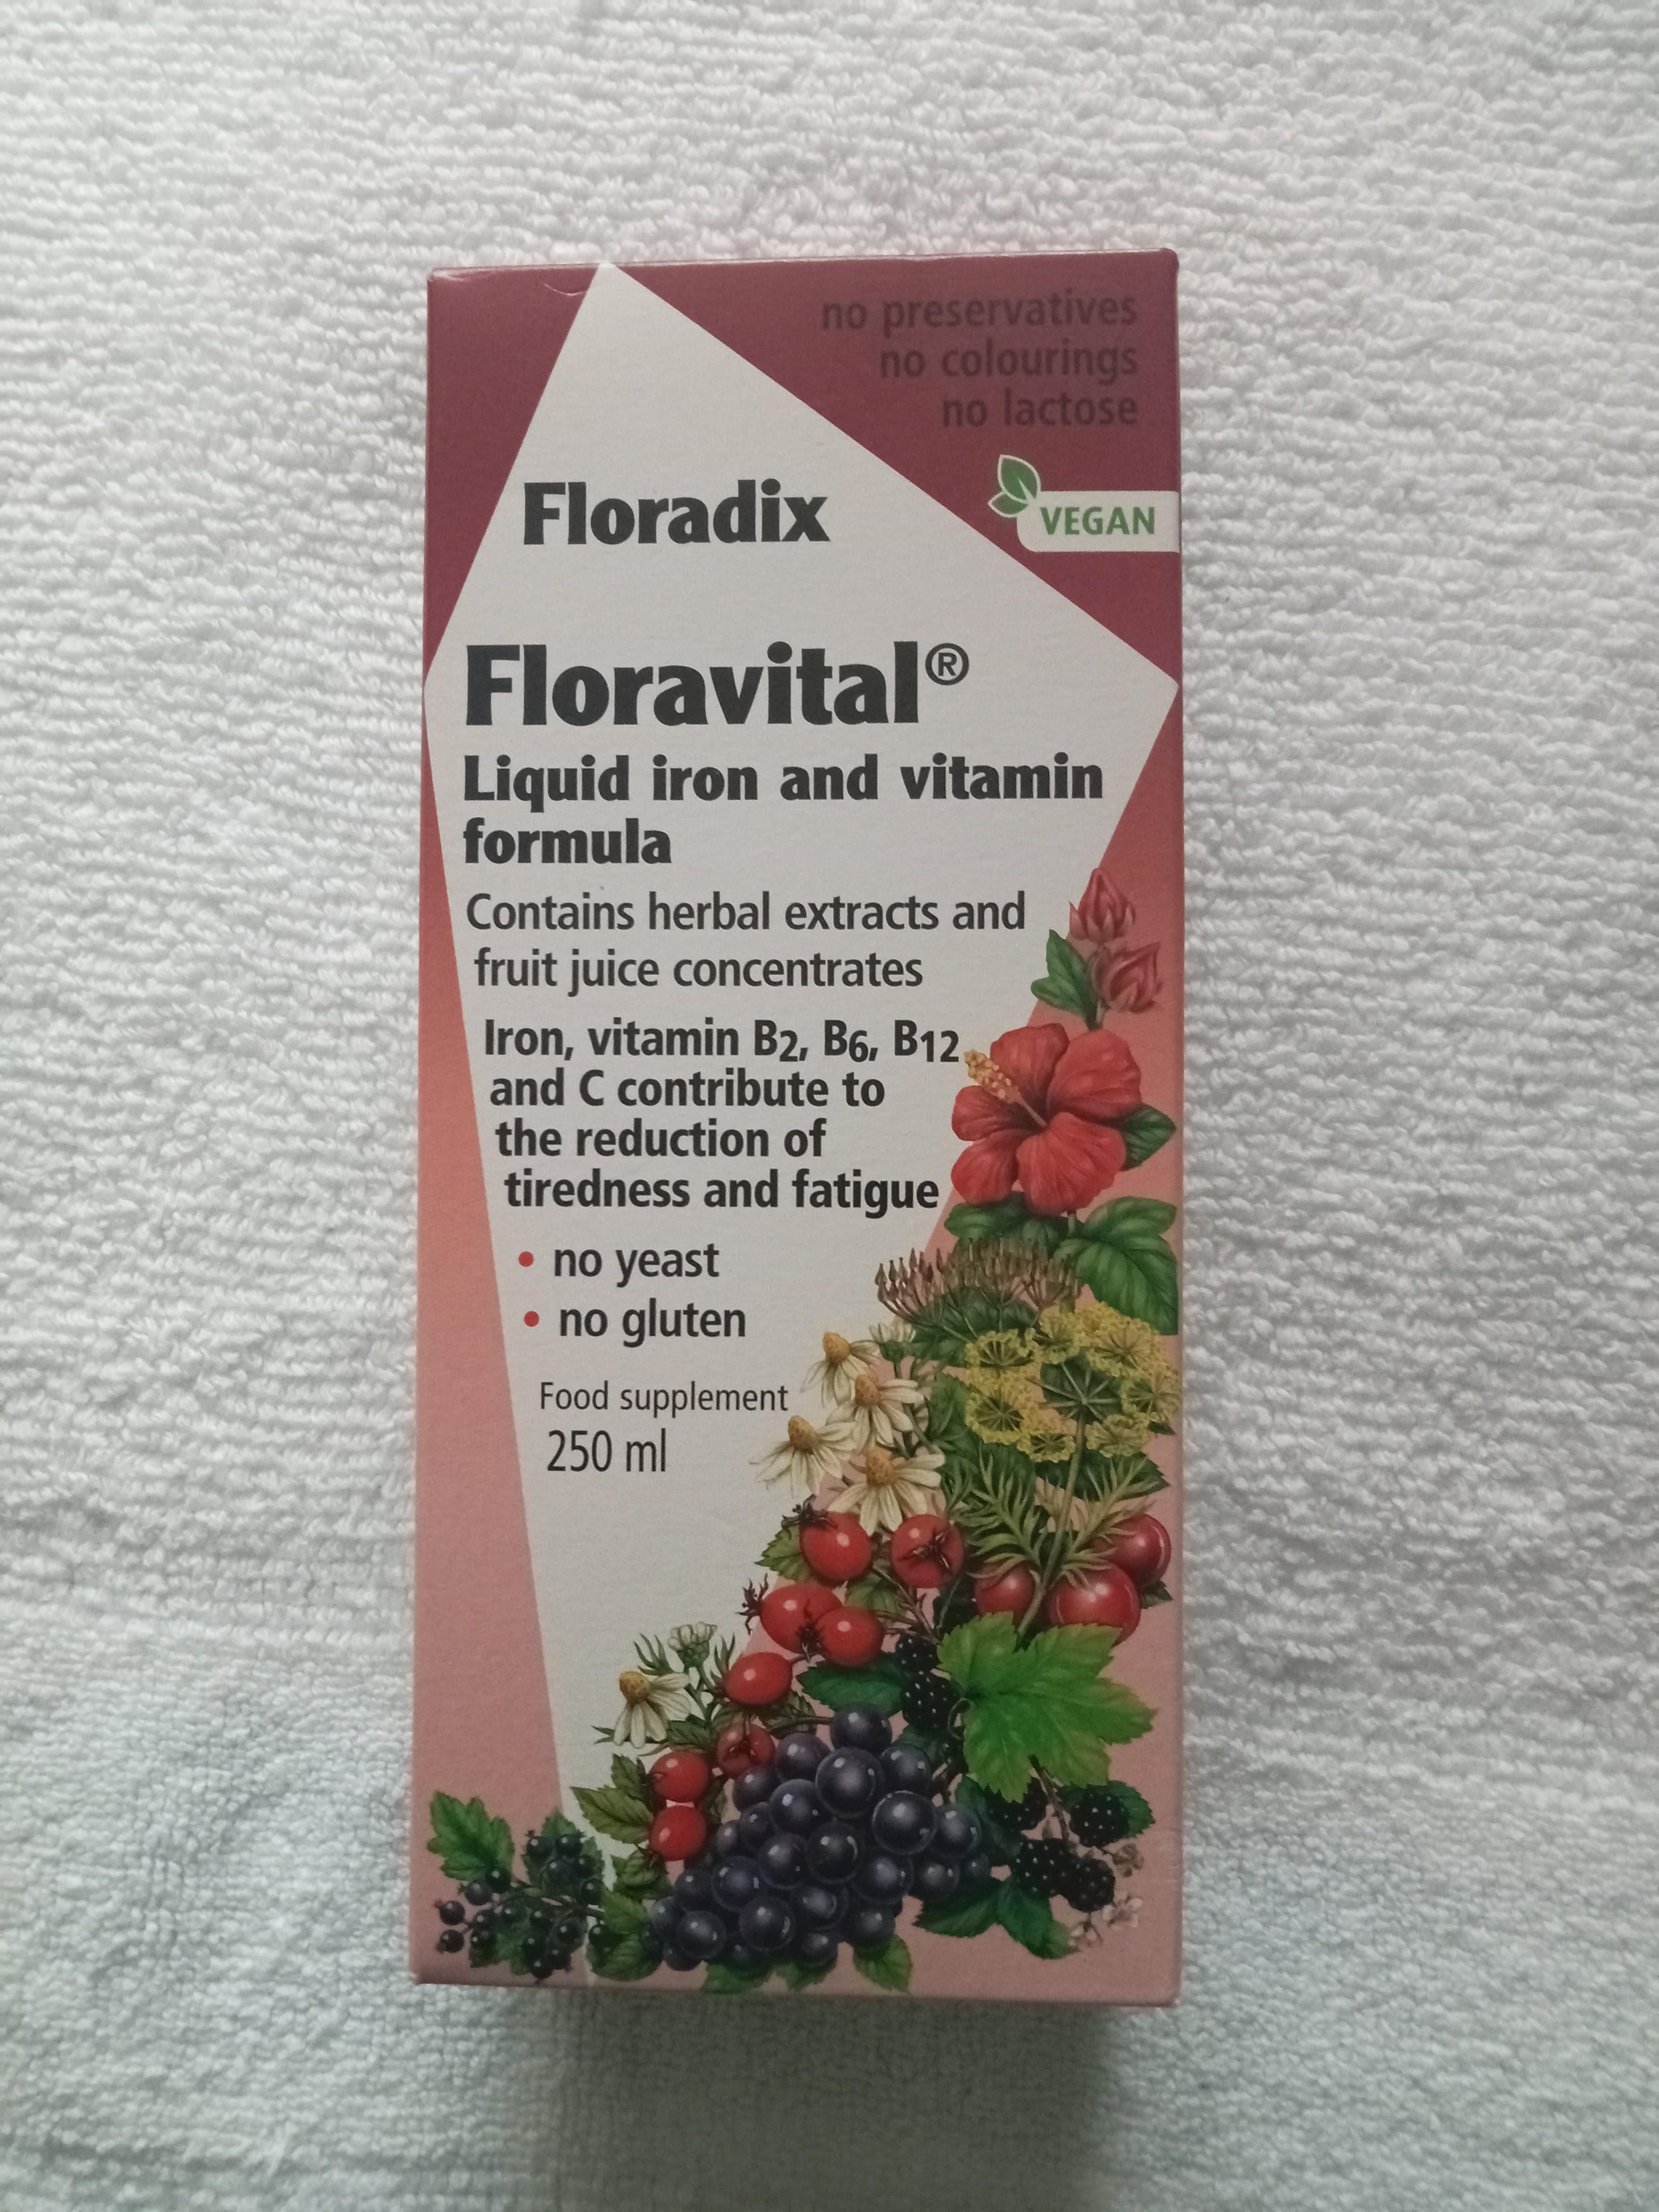 no preservatives
no colourings
no lactose
VEGAN
Floradix
Floravital®
Liquid iron and vitamin
formula
Contains herbal extracts and
fruit juice concentrates
Iron, vitamin B2, B6, B12
and C contribute to
the reduction of
tiredness and fatigue
• no yeast
• no gluten
Food supplement
250 ml